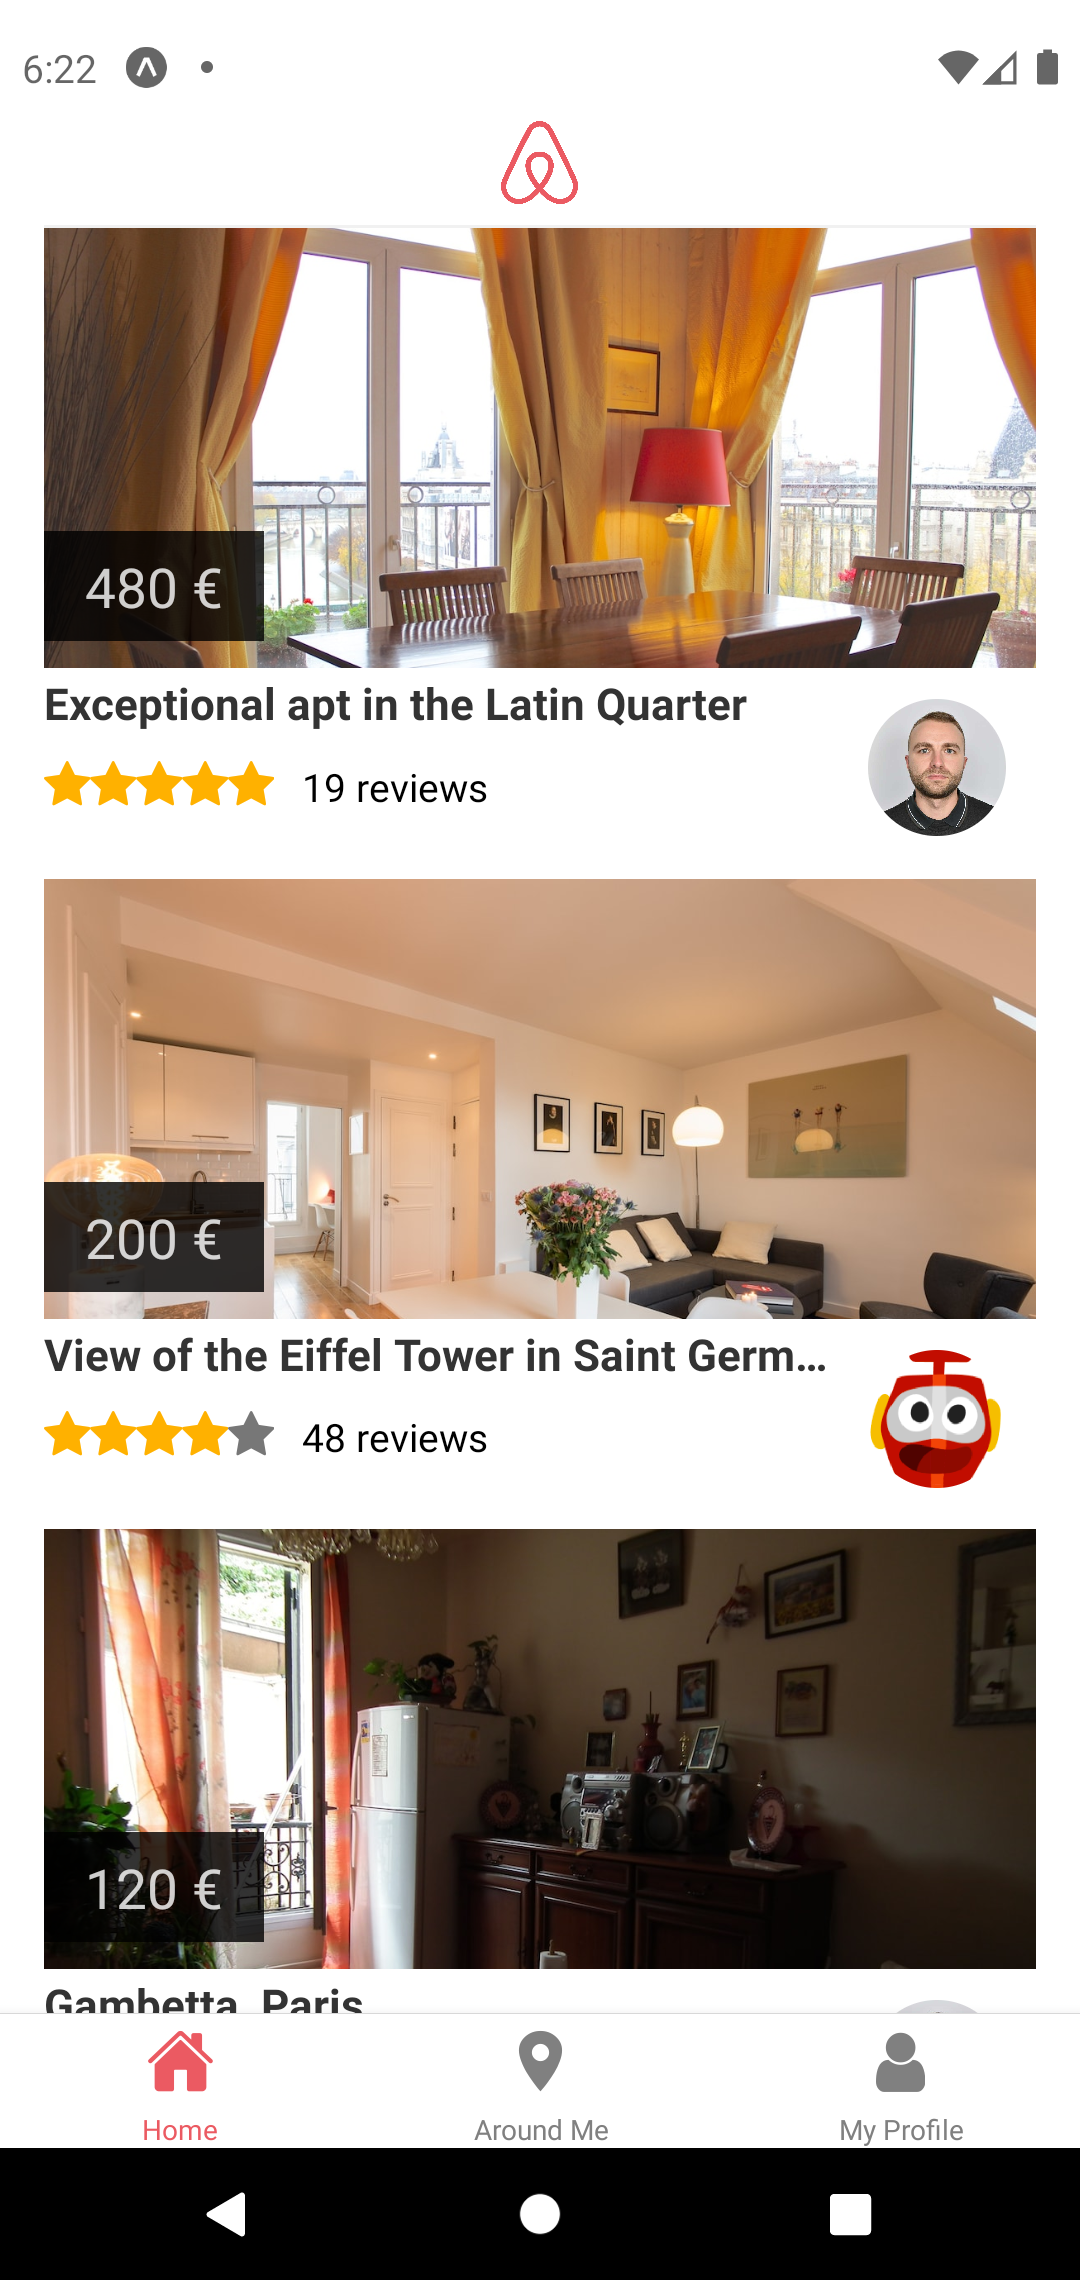 6:22
480 €
Exceptional apt in the Latin Quarter
19 reviews
200 €
View of the Eiffel Tower in Saint Germ...
48 reviews
120 €
Gambetta, Paris
Home
Around Me
My Profile